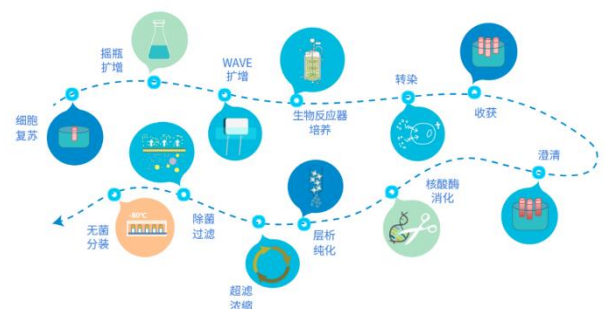 细胞
复苏
摇瓶
扩增
WAVE
扩增
生物反应器
培养
转染
收获
澄清
核酸酶
消化
层析
纯化
超滤
浓缩
除菌
过滤
-80℃
无菌
分装